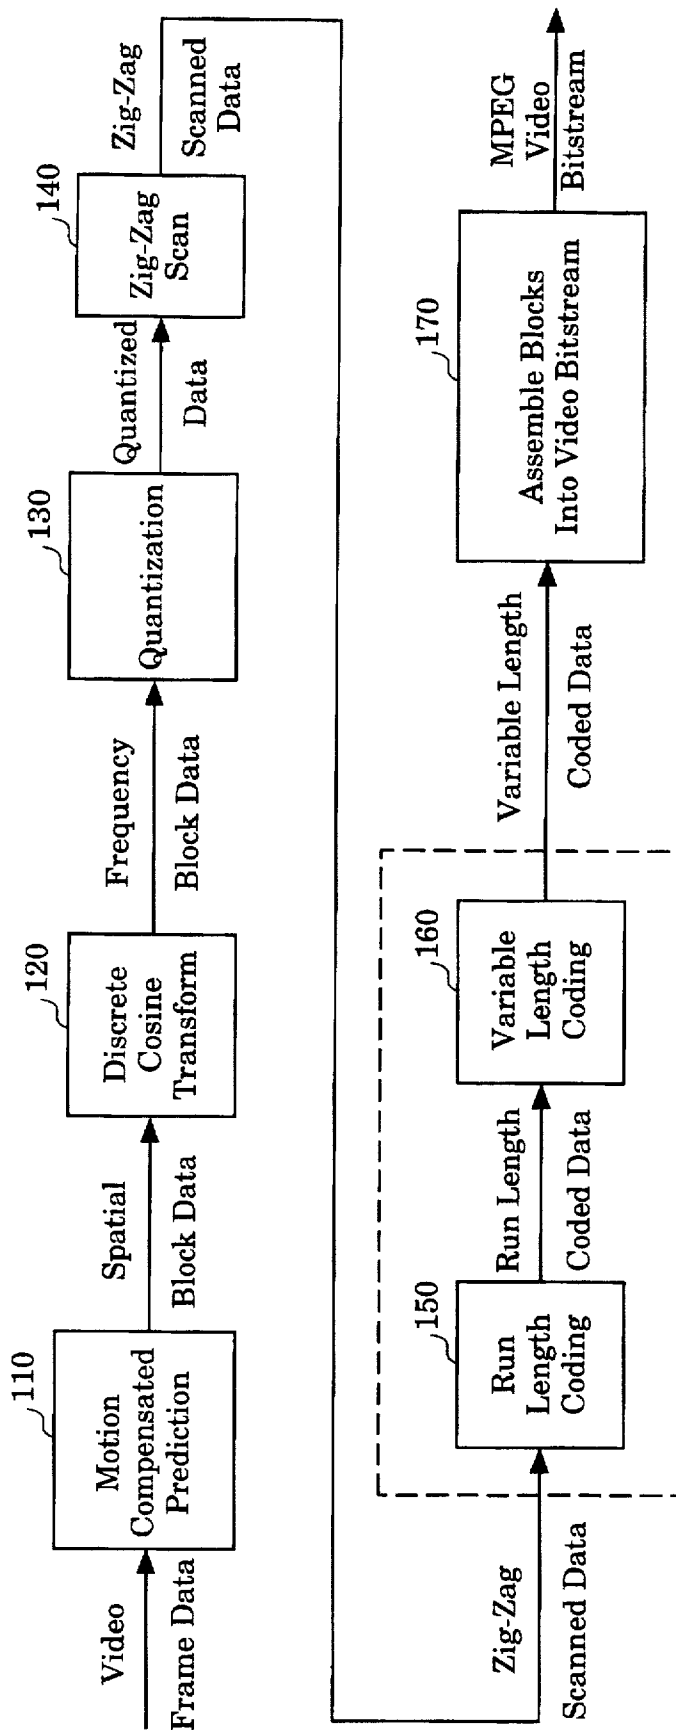 Video
Frame Data
110
Motion
Compensated
Prediction
Spatial
Block Data
120
Discrete
Cosine
Transform
Frequency
Block Data
130
Quantization
Quantized
Data
140
Zig-Zag
Scan
Zig-Zag
Scanned
Data
Zig-Zag
Scanned Data
150
Run
Length
Coding
Run Length
Coded Data
160
Variable
Length
Coding
Variable Length
Coded Data
170
Assemble Blocks
Into Video Bitstream
MPEG
Video
Bitstream